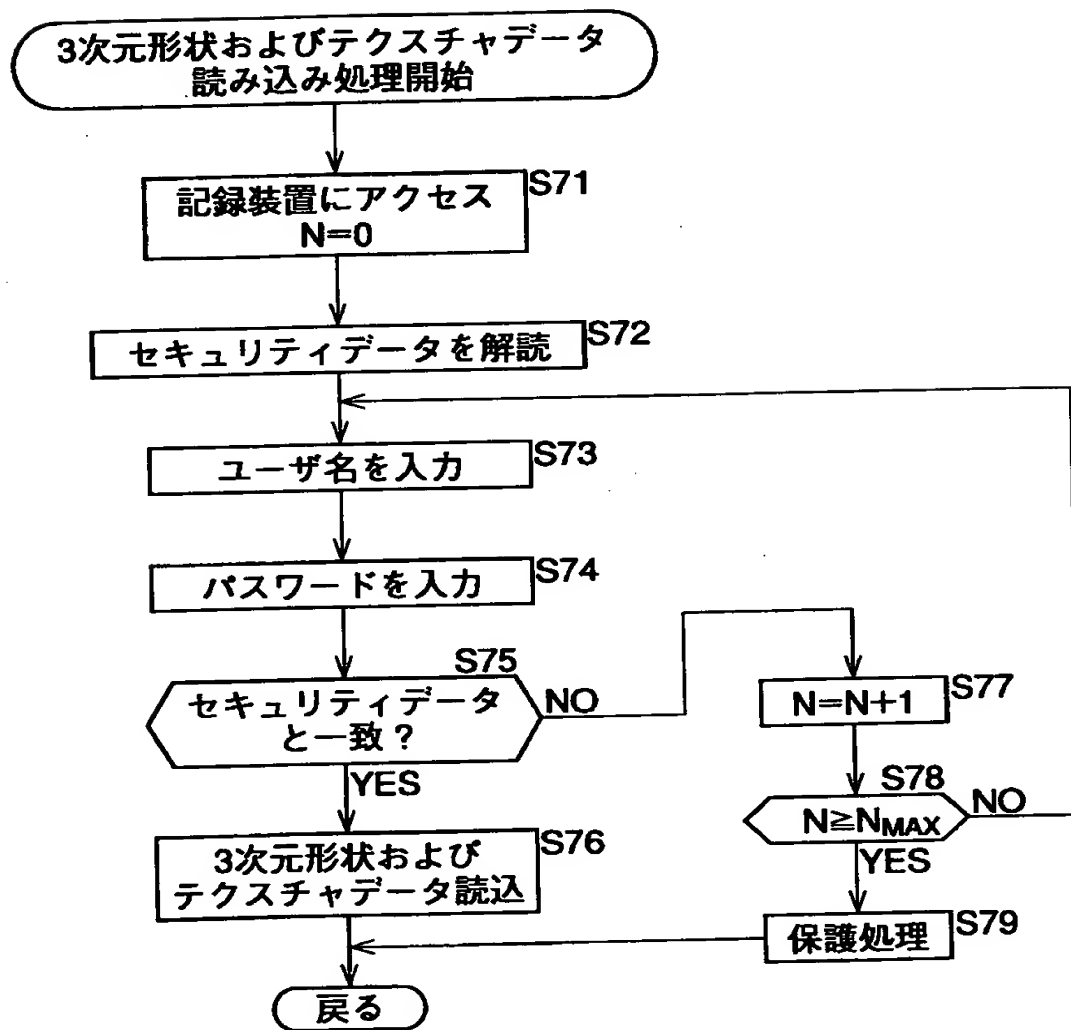 3次元形状およびテクスチャデータ
読み込み処理開始
記録装置にアクセス
N=0
S71
セキュリティデータを解読
S72
ユーザ名を入力
S73
パスワードを入力
S74
S75
セキュリティデータ
と一致?
NO
YES
3次元形状および
テクスチャデータ読込
S76
N=N+1
S77
S78
N≧NMAX
NO
YES
保護処理
S79
戻る